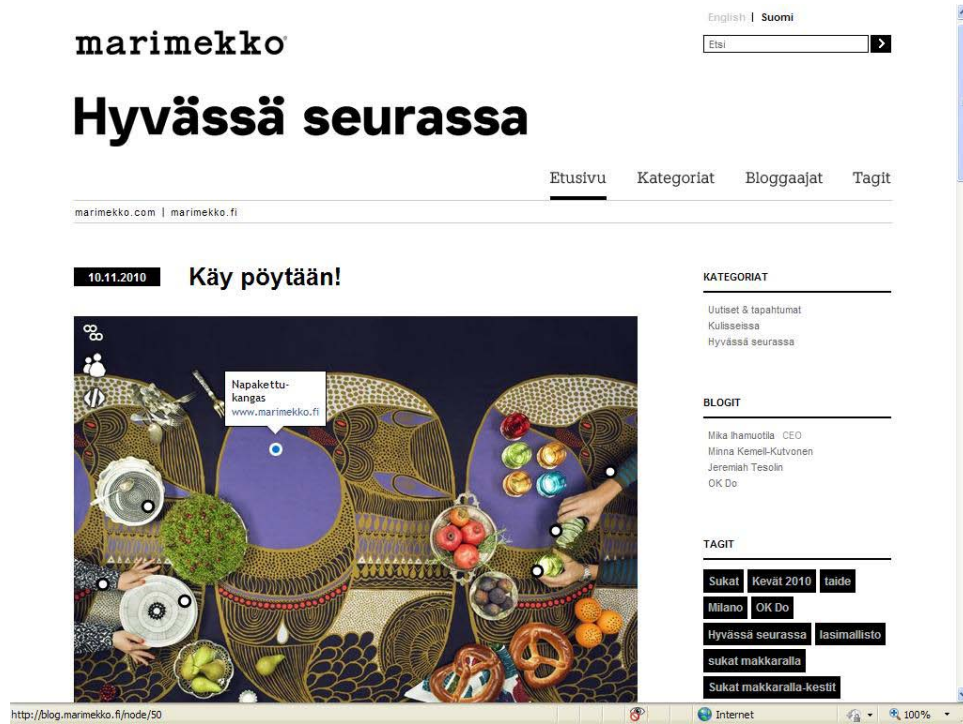 English | Suomi
marimekko
Etsi
Hyvässä seurassa
Etusivu Kategoriat Bloggaajat Tagit
marimekko.com | marimekko.fi
10.11.2010 Käy pöytään!
Napakettu-
kangas
www.marimekko.fi
KATEGORIAT
Uutiset & tapahtumat
Kulisseissa
Hyvässä seurassa
BLOGIT
Mika Ihamuotila CEO
Minna Kemell-Kutvonen
Jeremiah Tesolin
OK Do
TAGIT
Sukat Kevät 2010 taide
Milano OK Do
Hyvässä seurassa lasimallisto
sukat makkaralla
Sukat makkaralla-kestit
http://blog.marimekko.fi/node/50 Internet 100%